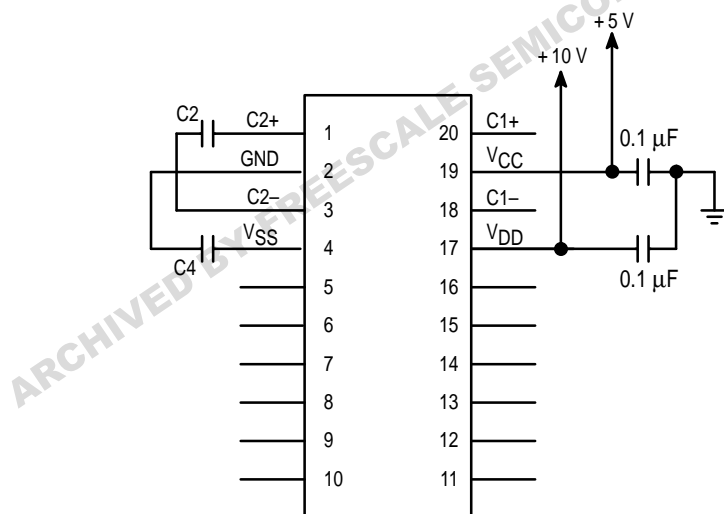 ARCHIVED BY FREESCALE SEMICO
+5 V
+10 V
C2
C2+
1
20
C1+
0.1 μF
GND
2
19
VCC
C2–
3
18
C1–
VSS
4
17
VDD
C4
0.1 μF
5
16
6
15
7
14
8
13
9
12
10
11